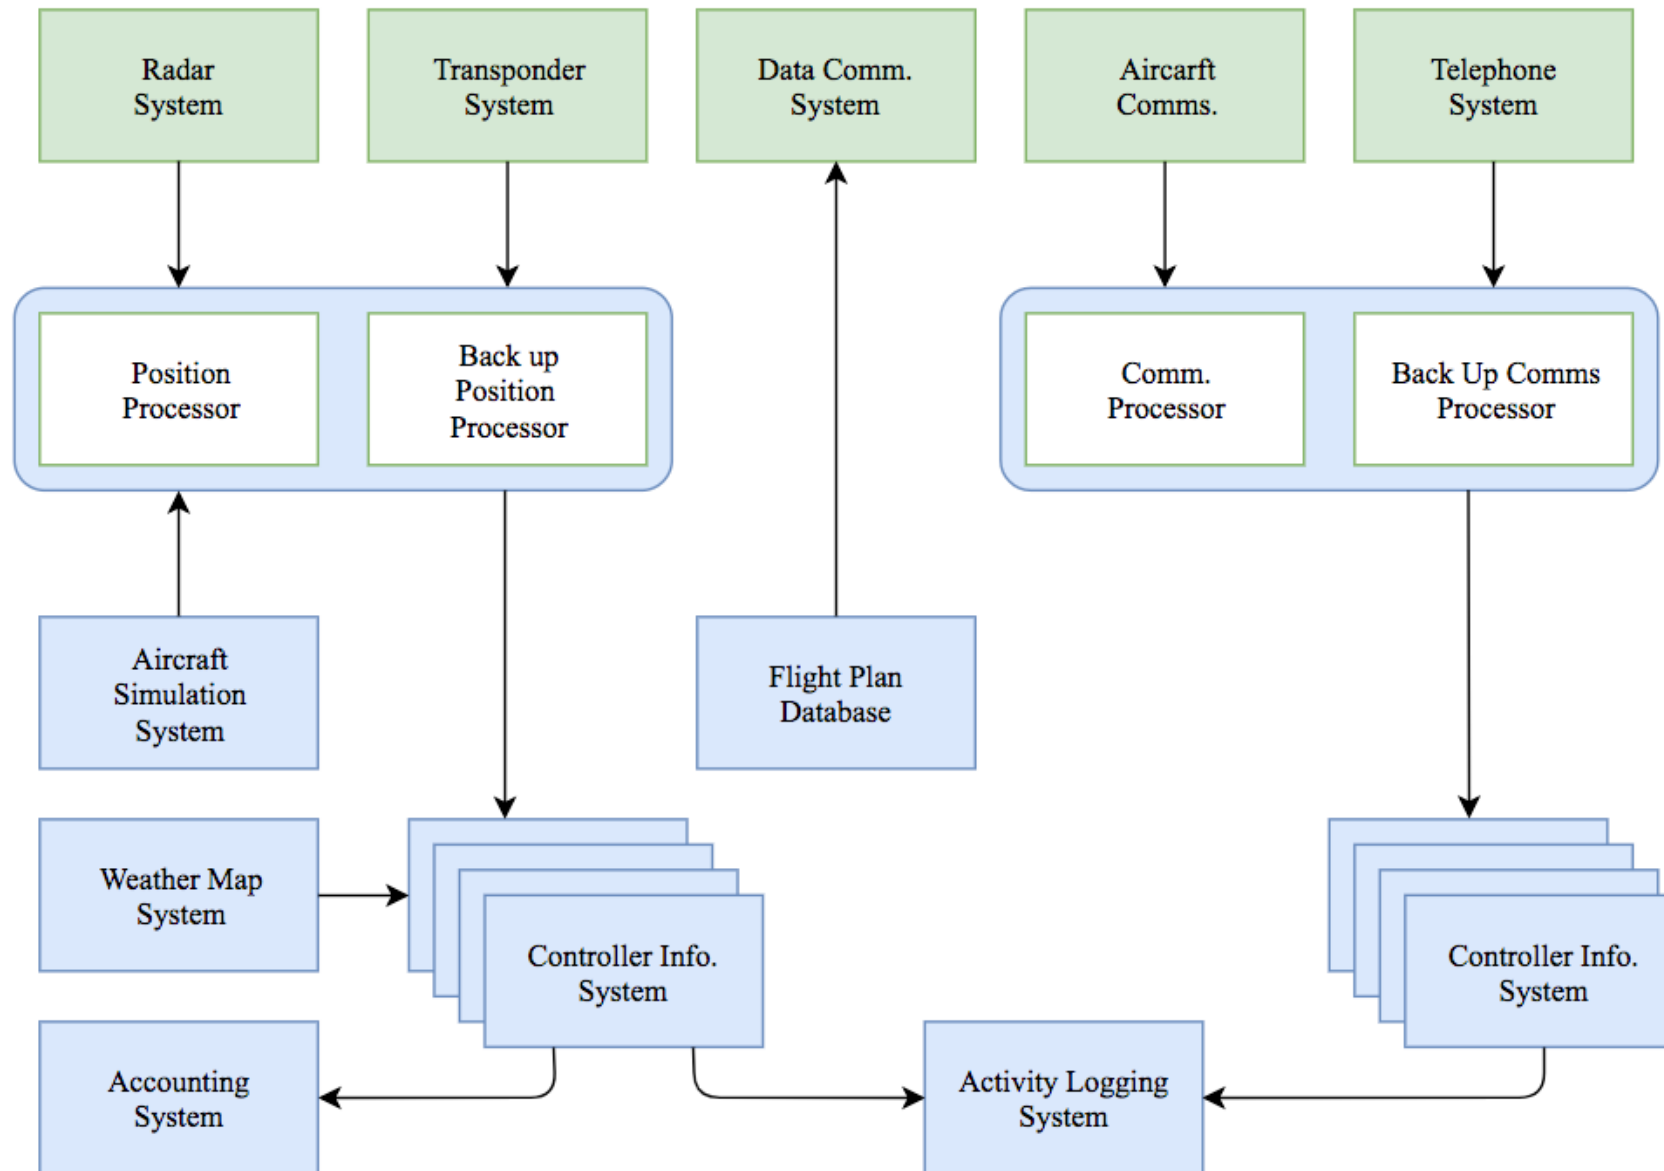 Radar
System
Transponder
System
Data Comm.
System
Aircarft
Comms.
Telephone
System
Position
Processor
Back up
Position
Processor
Comm.
Processor
Back Up Comms
Processor
Aircraft
Simulation
System
Flight Plan
Database
Weather Map
System
Controller Info.
System
Controller Info.
System
Accounting
System
Activity Logging
System